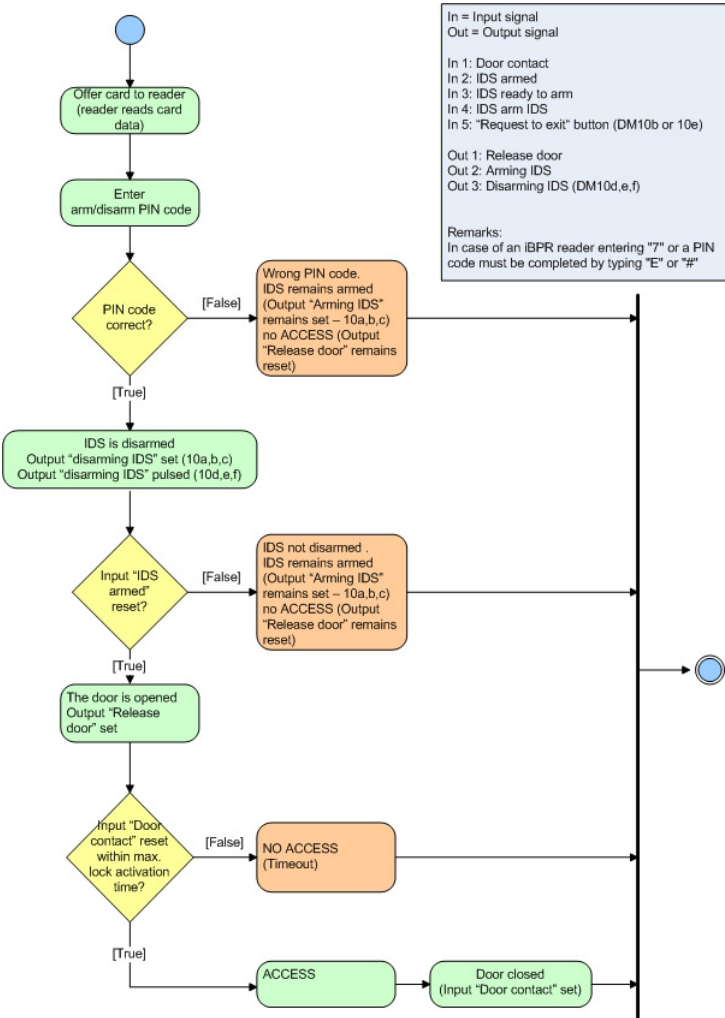 In = Input signal
Out = Output signal
In 1: Door contact
In 2: IDS armed
In 3: IDS ready to arm
In 4: IDS arm IDS
In 5: “Request to exit“ button (DM10b or 10e)
Out 1: Release door
Out 2: Arming IDS
Out 3: Disarming IDS (DM10d,e,f)
Remarks:
In case of an iBPR reader entering "7" or a PIN
code must be completed by typing "E" or "#"
Offer card to reader
(reader reads card
data)
Enter
arm/disarm PIN code
PIN code
correct?
[False]
Wrong PIN code.
IDS remains armed
(Output “Arming IDS”
remains set – 10a,b,c)
no ACCESS (Output
“Release door” remains
reset)
[True]
IDS is disarmed
Output “disarming IDS” set (10a,b,c)
Output “disarming IDS” pulsed (10d,e,f)
Input “IDS
armed”
reset?
[False]
IDS not disarmed .
IDS remains armed
(Output “Arming IDS”
remains set – 10a,b,c)
no ACCESS (Output
“Release door” remains
reset)
[True]
The door is opened
Output “Release
door” set
Input “Door
contact” reset
within max.
lock activation
time?
[False]
NO ACCESS
(Timeout)
[True]
ACCESS
Door closed
(Input “Door contact” set)